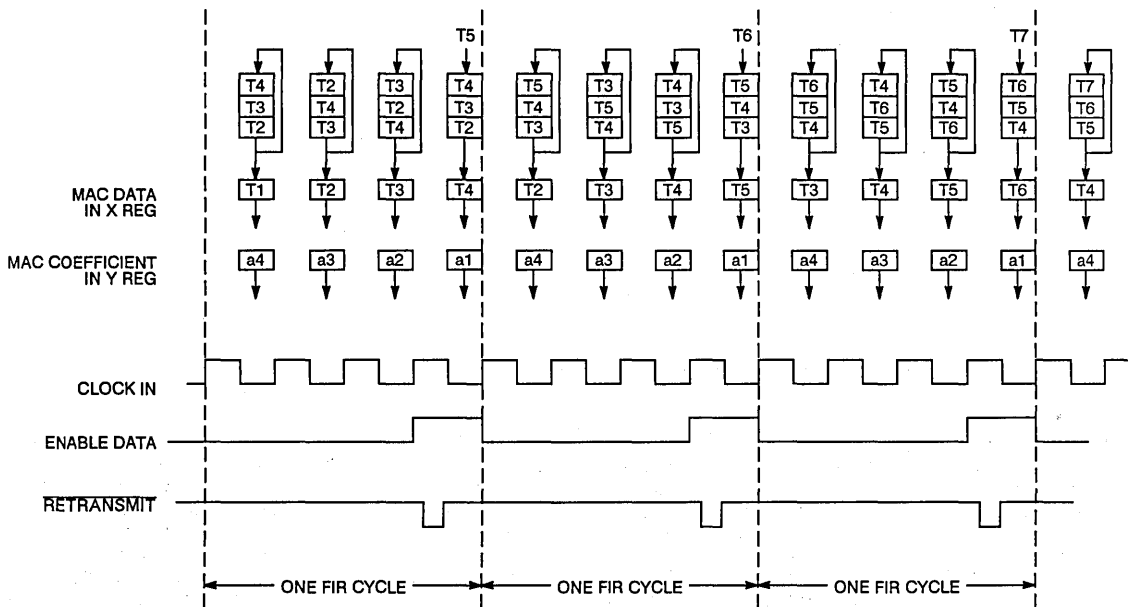 T5 T6 T7
T4 T2 T3 T4 T5 T3 T4 T5 T6 T4 T5 T6 T7
T3 T4 T2 T3 T4 T5 T3 T4 T5 T6 T4 T5 T6
T2 T3 T4 T2 T3 T4 T5 T3 T4 T5 T6 T4 T5
MAC DATA
IN X REG
T1 T2 T3 T4 T2 T3 T4 T5 T3 T4 T5 T6 T4
MAC COEFFICIENT
IN Y REG
a4 a3 a2 a1 a4 a3 a2 a1 a4 a3 a2 a1 a4
CLOCK IN
ENABLE DATA
RETRANSMIT
ONE FIR CYCLE ONE FIR CYCLE ONE FIR CYCLE